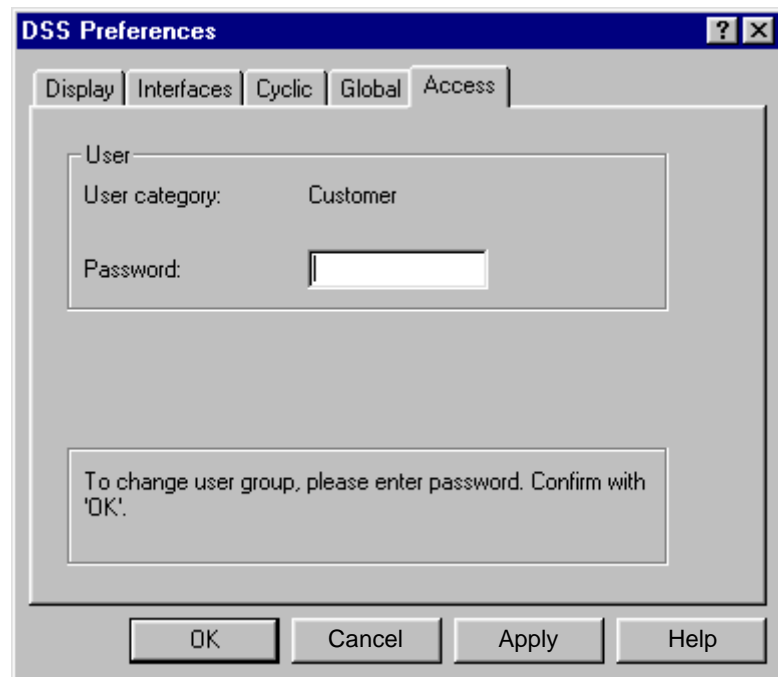 DSS Preferences
Display Interfaces Cyclic Global Access
User
User category: Customer
Password:
To change user group, please enter password. Confirm with
'OK'.
OK Cancel Apply Help